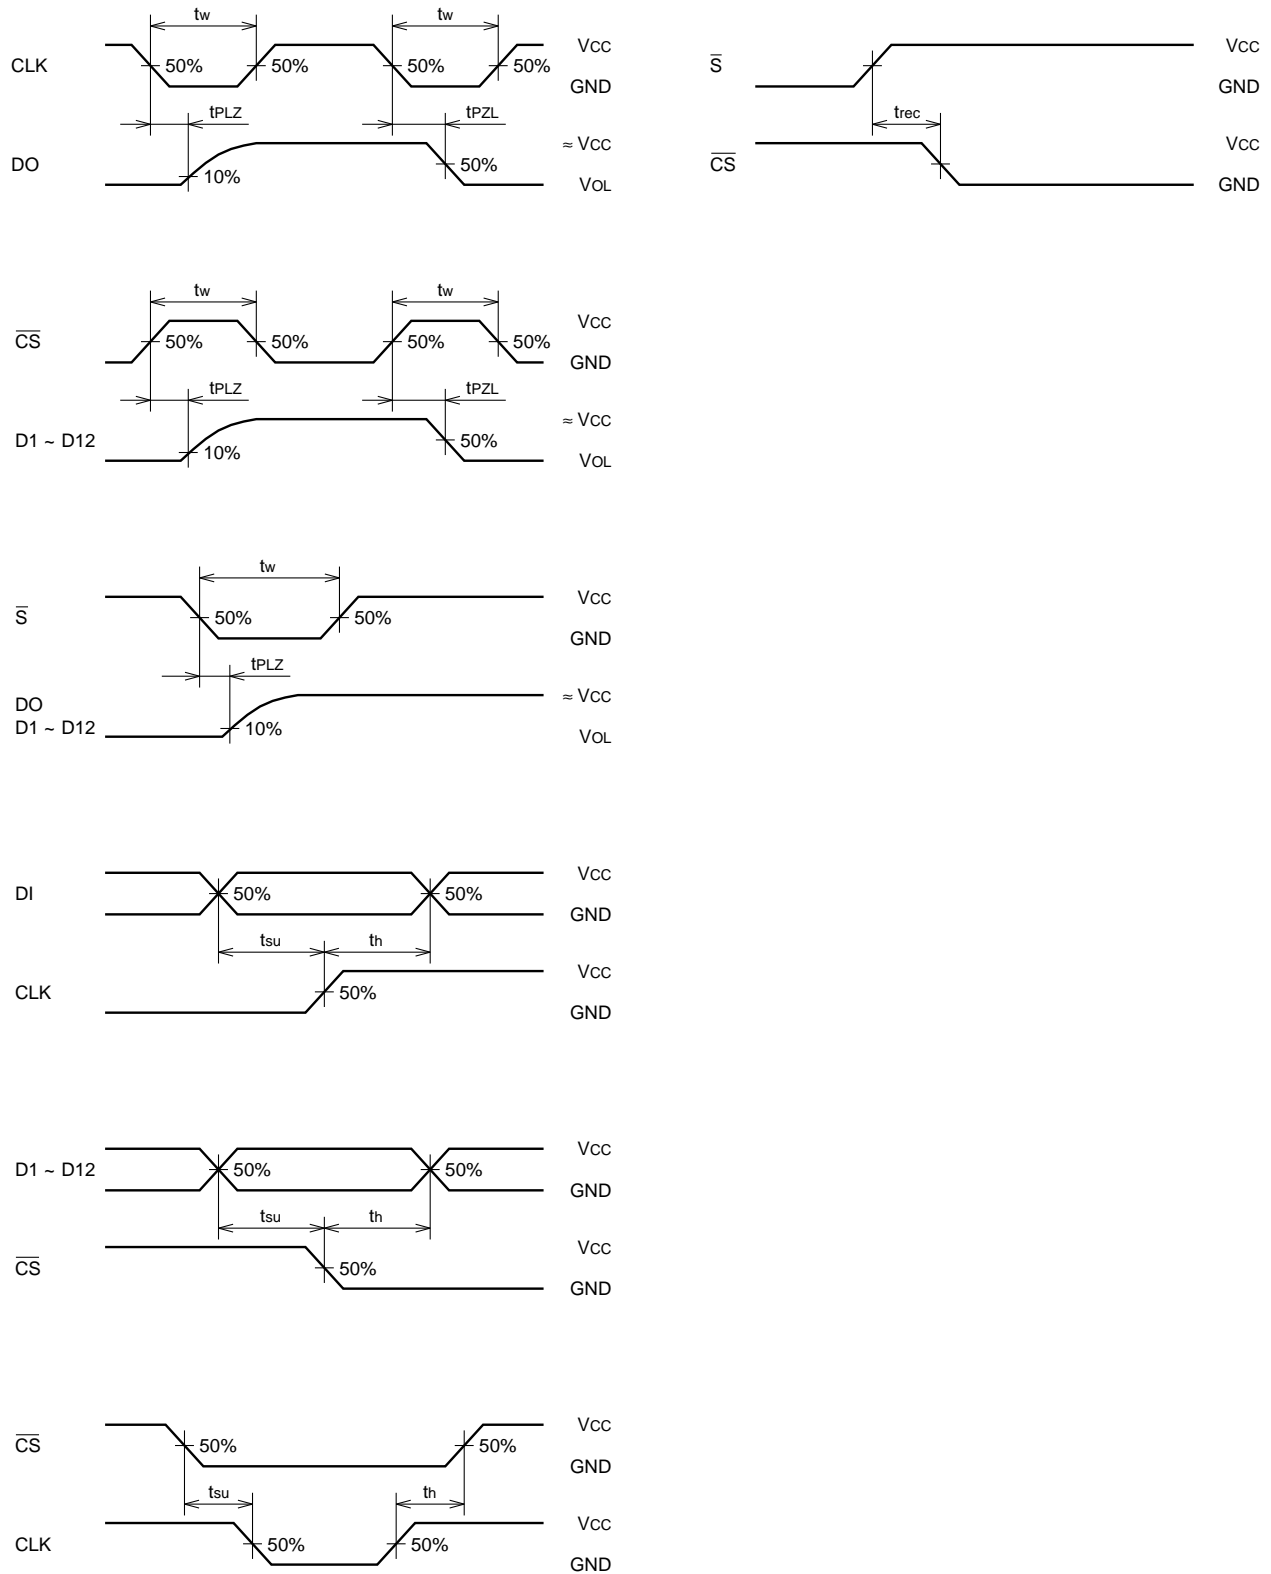 tw tw
CLK 50% 50% 50% 50% VCC
GND
tPLZ tPZL
DO 10% 50% ≈ VCC
VOL
S̅ VCC
GND
trec
C̅S̅ VCC
GND
tw tw
C̅S̅ 50% 50% 50% 50% VCC
GND
tPLZ tPZL
D1 ~ D12 10% 50% ≈ VCC
VOL
tw
S̅ 50% 50% VCC
GND
tPLZ
DO
D1 ~ D12 10% ≈ VCC
VOL
DI 50% 50% VCC
GND
tsu th
CLK 50% VCC
GND
D1 ~ D12 50% 50% VCC
GND
tsu th
C̅S̅ 50% VCC
GND
C̅S̅ 50% 50% VCC
GND
tsu th
CLK 50% 50% VCC
GND